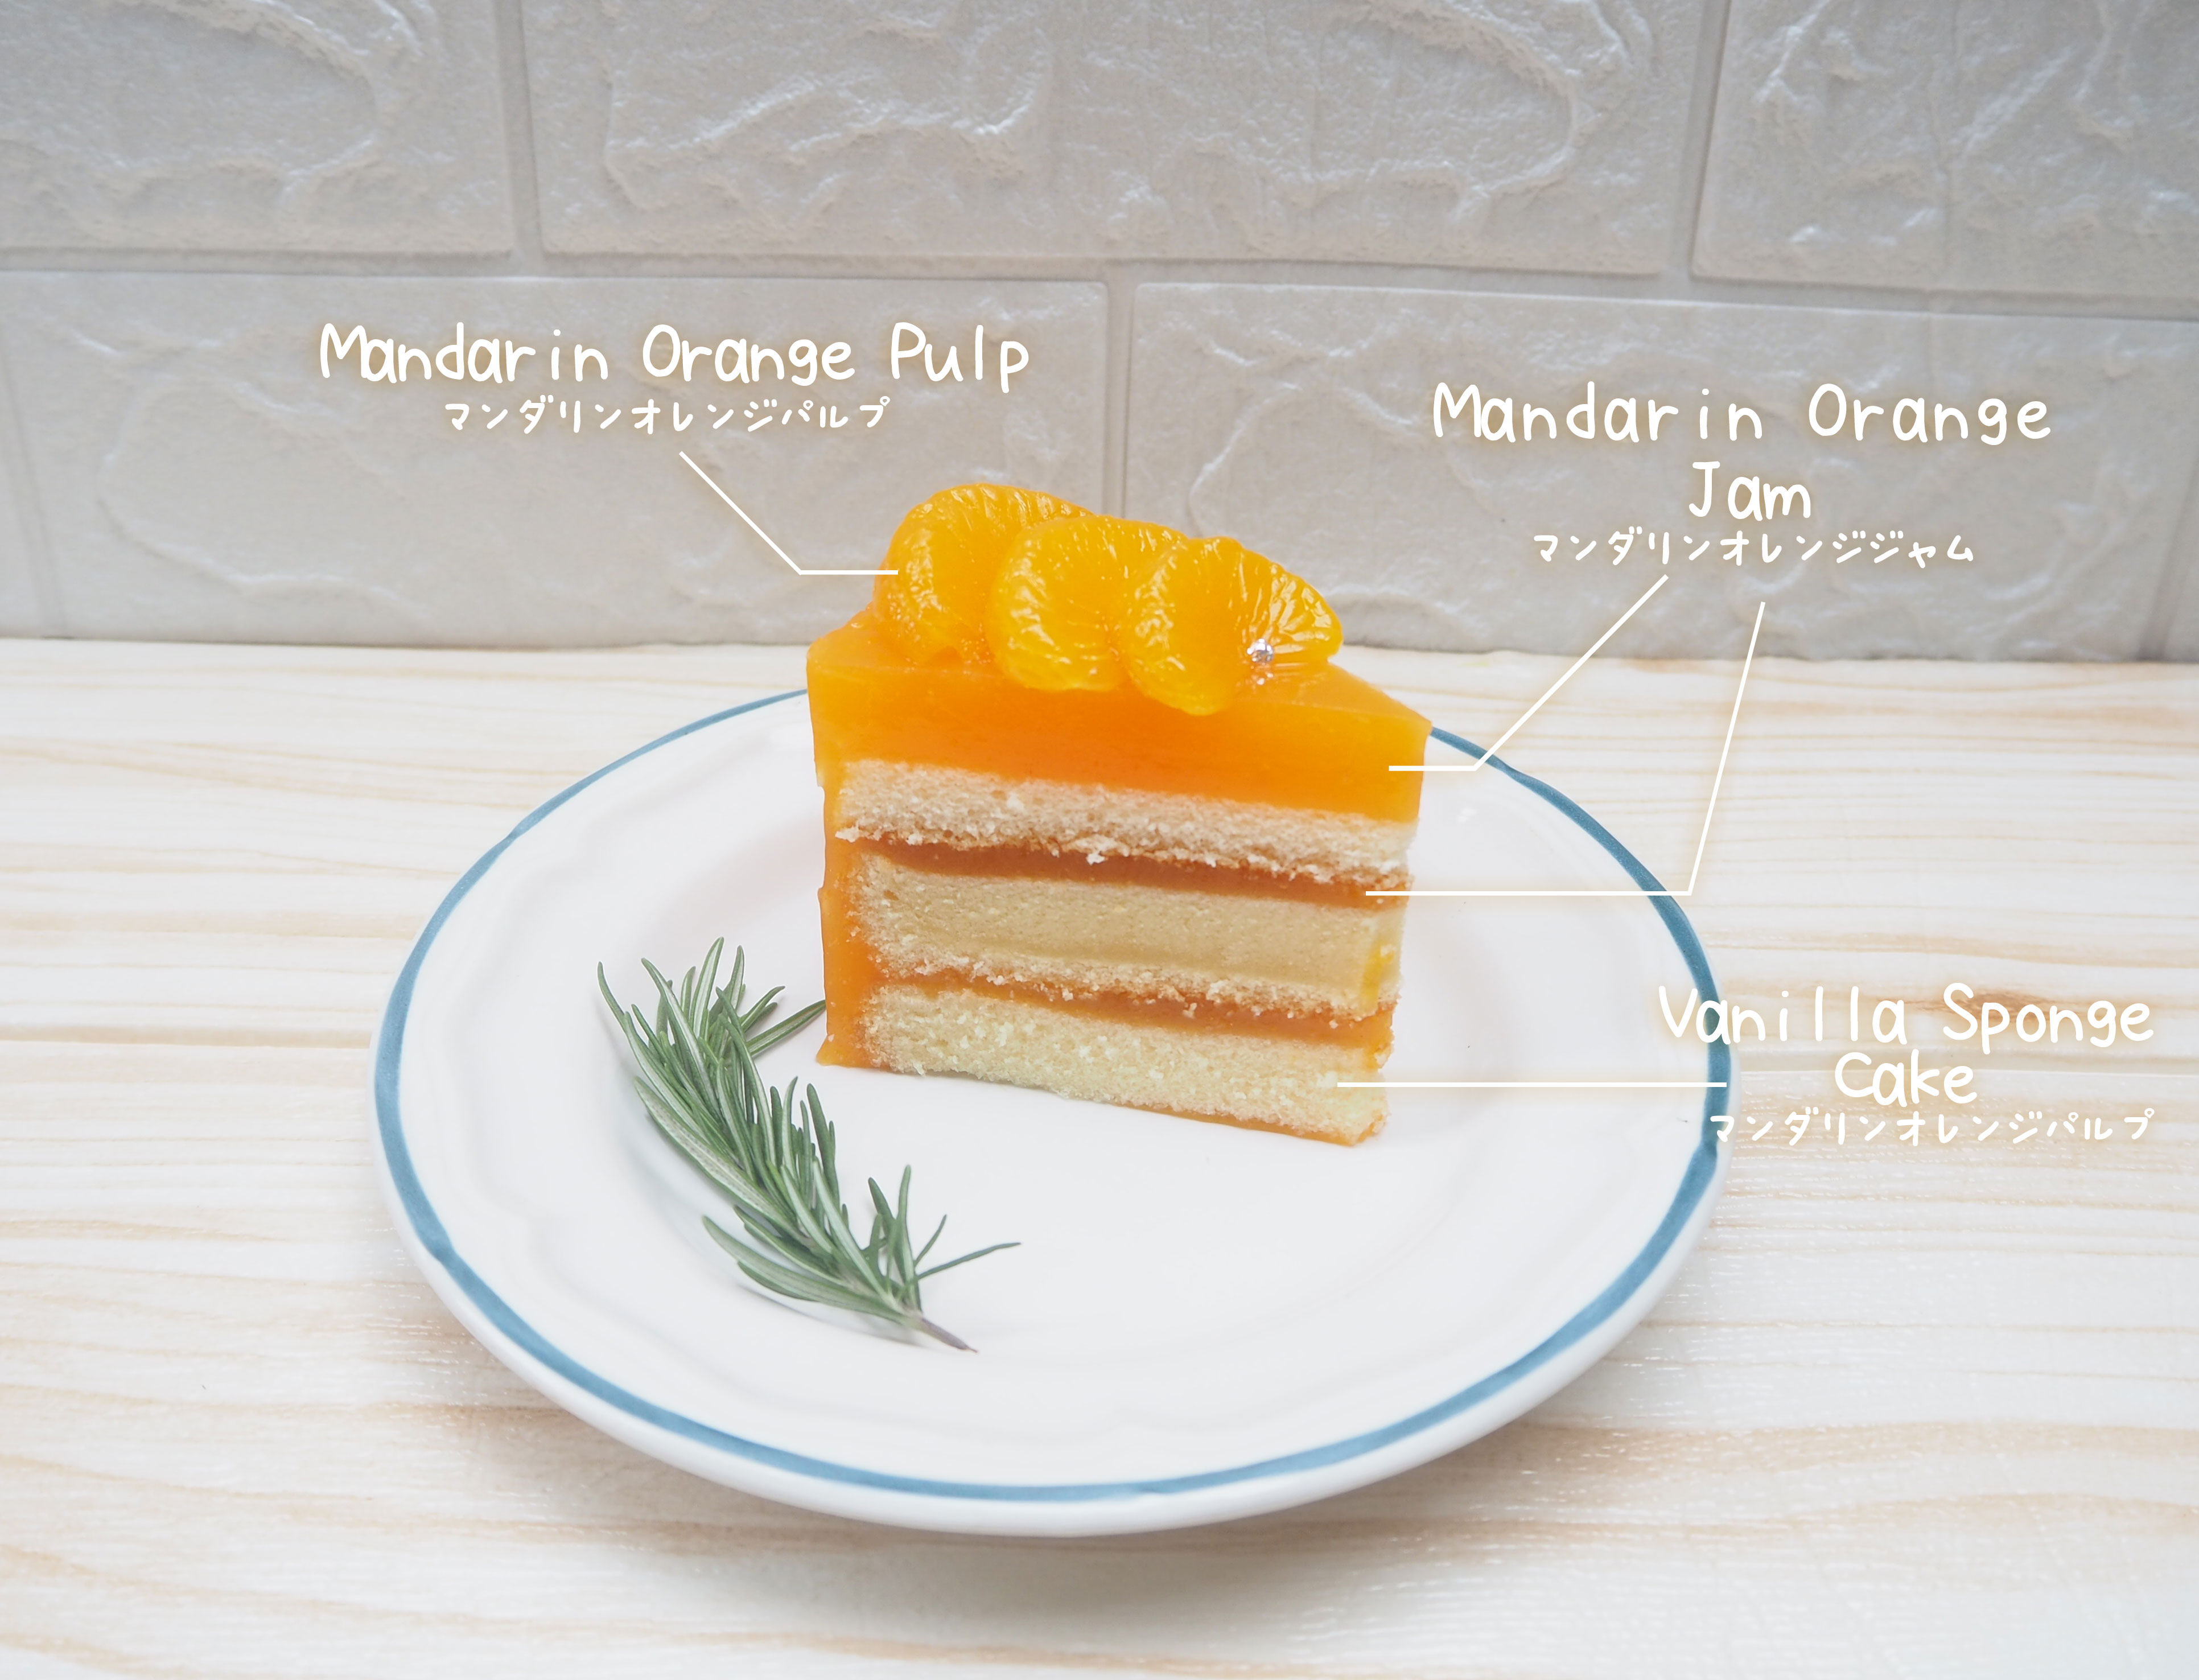 Mandarin Orange Pulp
マンダリンオレンジパルプ
Mandarin Orange
Jam
マンダリンオレンジジャム
Vanilla Sponge
Cake
マンダリンオレンジパルプ